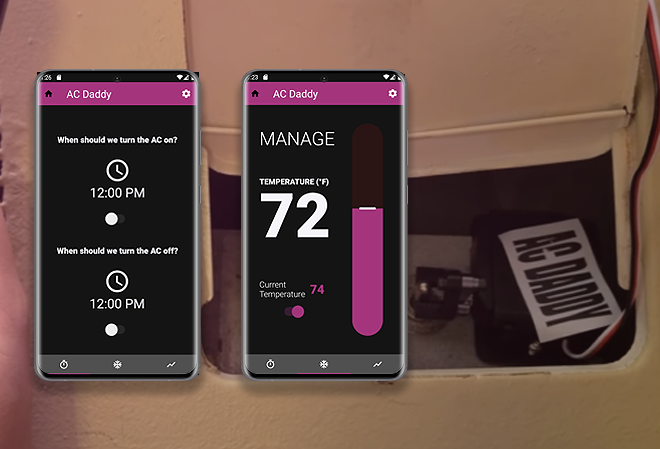 :26
AC Daddy
When should we turn the AC on?
12:00 PM
When should we turn the AC off?
12:00 PM
:23
AC Daddy
MANAGE
TEMPERATURE (°F)
72
Current
Temperature
74
AC DADDY